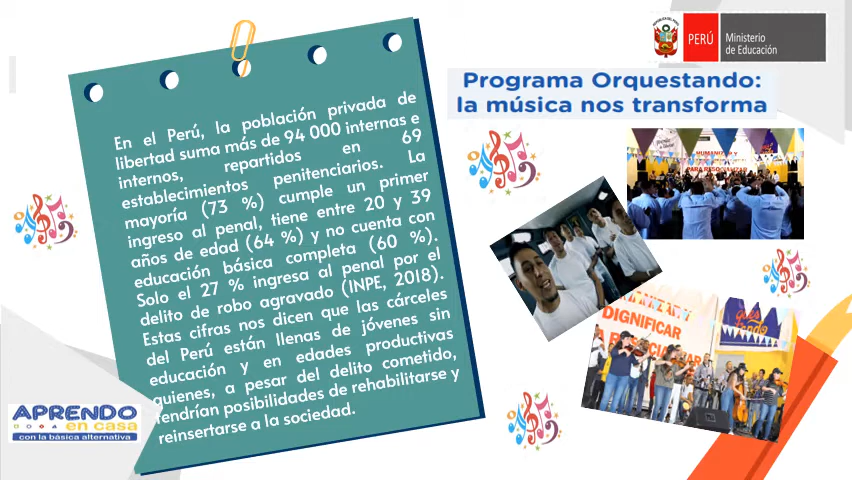 PERÚ
Ministerio
de Educación
Programa Orquestando:
la música nos transforma
En el Perú, la población privada de
libertad suma más de 94 000 internas e
internos, repartidos en 69
establecimientos penitenciarios. La
mayoría (73 %) cumple un primer
ingreso al penal, tiene entre 20 y 39
años de edad (64 %) y no cuenta con
educación básica completa (60 %).
Solo el 27 % ingresa al penal por el
delito de robo agravado (INPE, 2018).
Estas cifras nos dicen que las cárceles
del Perú están llenas de jóvenes sin
educación y en edades productivas
quienes, a pesar del delito cometido,
tendrían posibilidades de rehabilitarse y
reinsertarse a la sociedad.
HUMANIZAR Y
PARA
DIGNIFICAR
APRENDO
en casa
con la básica alternativa